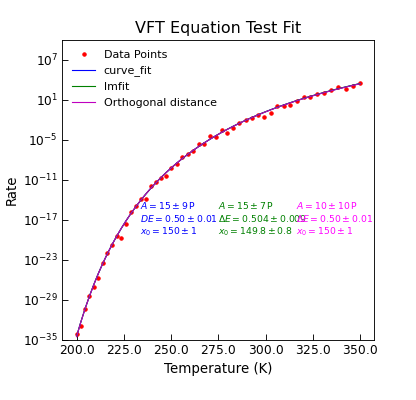 VFT Equation Test Fit
Data Points
curve_fit
lmfit
Orthogonal distance
Rate
10^7
10^1
10^−5
10^−11
10^−17
10^−23
10^−29
10^−35
A = 15 ± 9 P
DE = 0.50 ± 0.01
x₀ = 150 ± 1
A = 15 ± 7 P
ΔE = 0.504 ± 0.009
x₀ = 149.8 ± 0.8
A = 10 ± 10 P
ΔE = 0.50 ± 0.01
x₀ = 150 ± 1
200.0 225.0 250.0 275.0 300.0 325.0 350.0
Temperature (K)